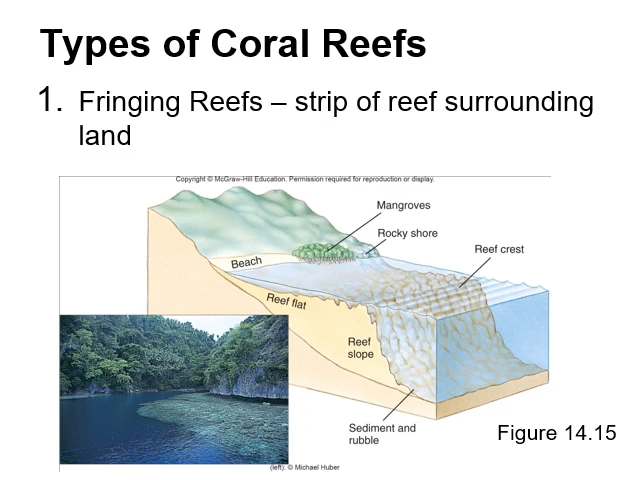 Types of Coral Reefs
1. Fringing Reefs – strip of reef surrounding
land
Copyright © McGraw-Hill Education. Permission required for reproduction or display.
Mangroves
Rocky shore
Reef crest
Beach
Reef flat
Reef
slope
Sediment and
rubble
Figure 14.15
(left): © Michael Huber